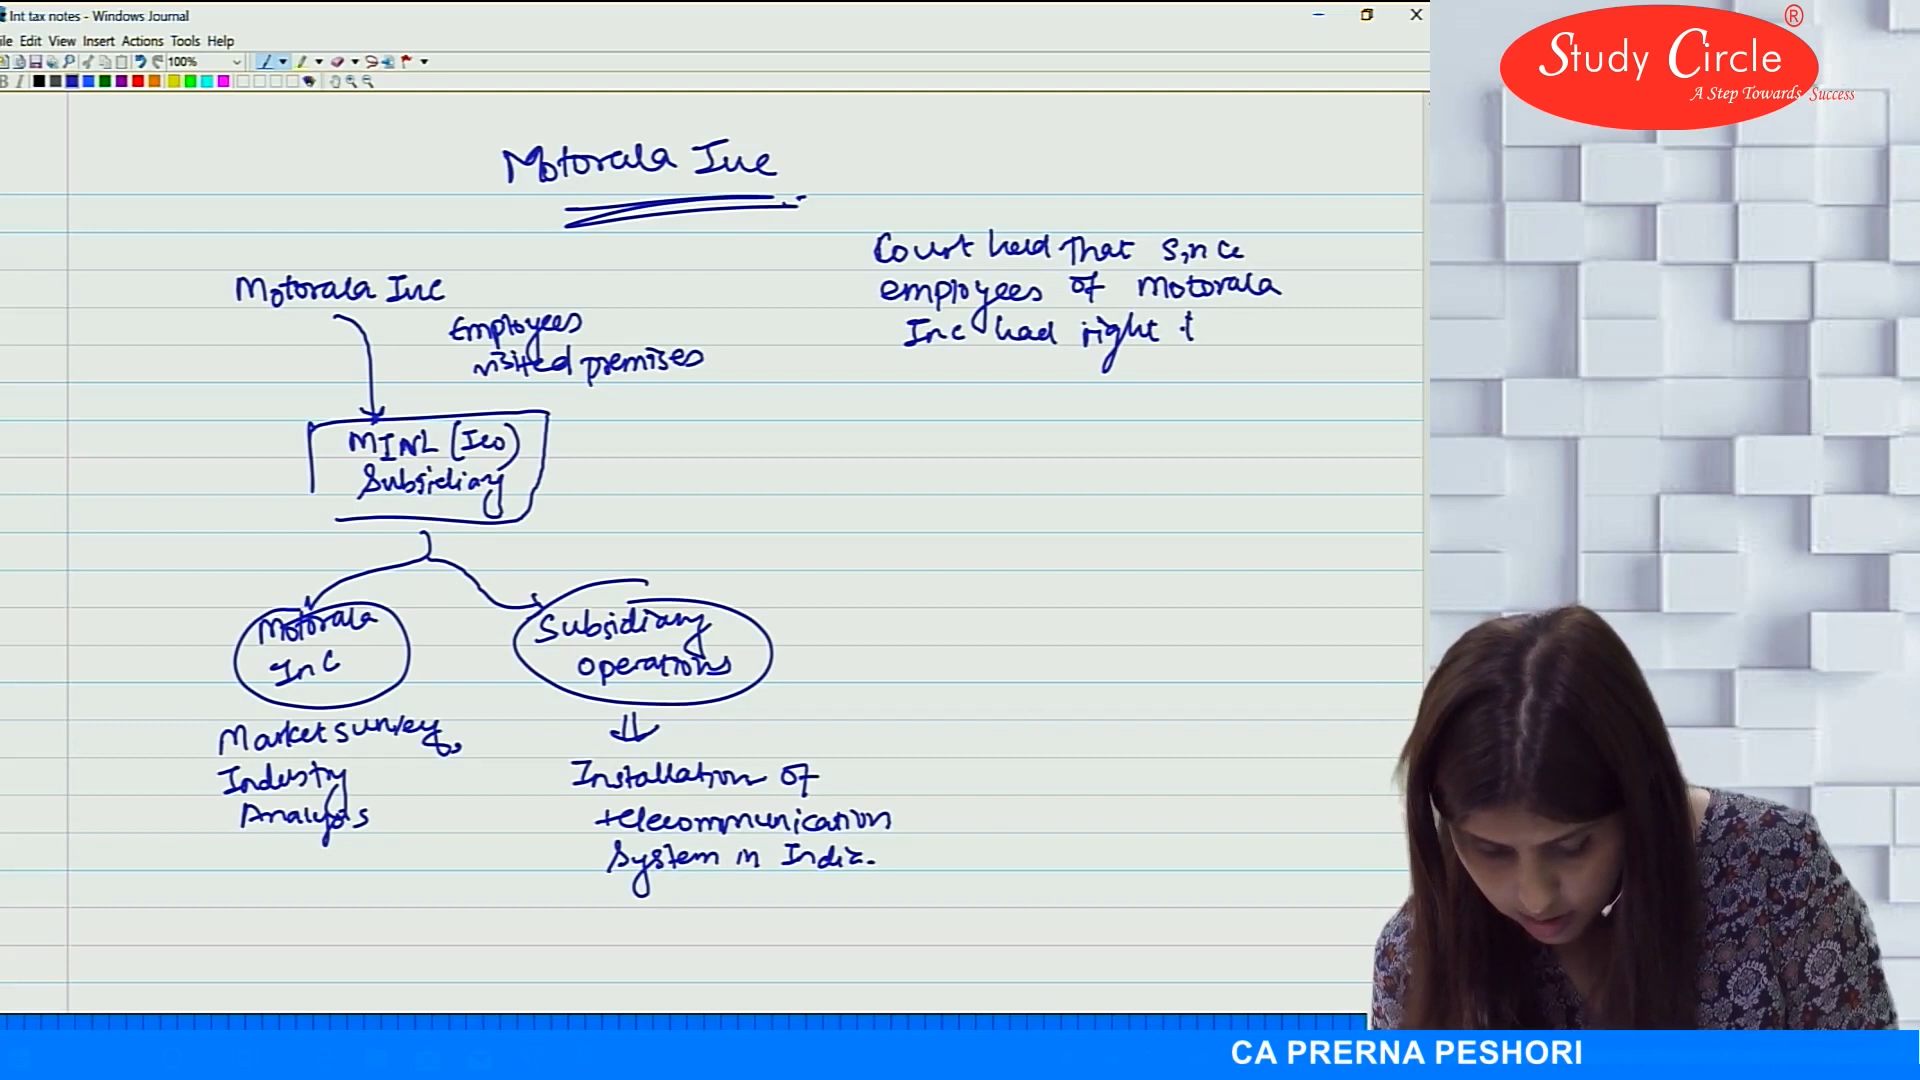 Int tax notes - Windows Journal
ile Edit View Insert Actions Tools Help
100%
B I
Study Circle ®
A Step Towards Success
Motorala Inc
Court held that since
employees of Motorala
Inc had right t
Motorala Inc
Employees
visited premises
MINL (Ico)
Subsidiary
Motorala
Inc
Subsidiary
operations
Market survey,
Industry
Analysis
Installation of
telecommunication
System in India.
CA PRERNA PESHORI